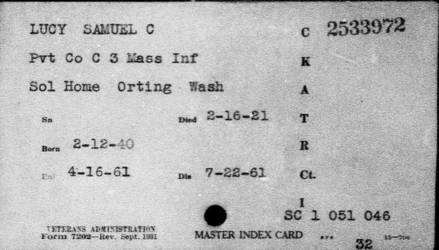 LUCY SAMUEL C C 2533972
Pvt Co C 3 Mass Inf K
Sol Home Orting Wash A
Sn Died 2-16-21 T
Born 2-12-40 R
4-16-61 Dis 7-22-61 Ct.
I
SC 1 051 046
VETERANS ADMINISTRATION
Form 7202—Rev. Sept. 1931 MASTER INDEX CARD 32